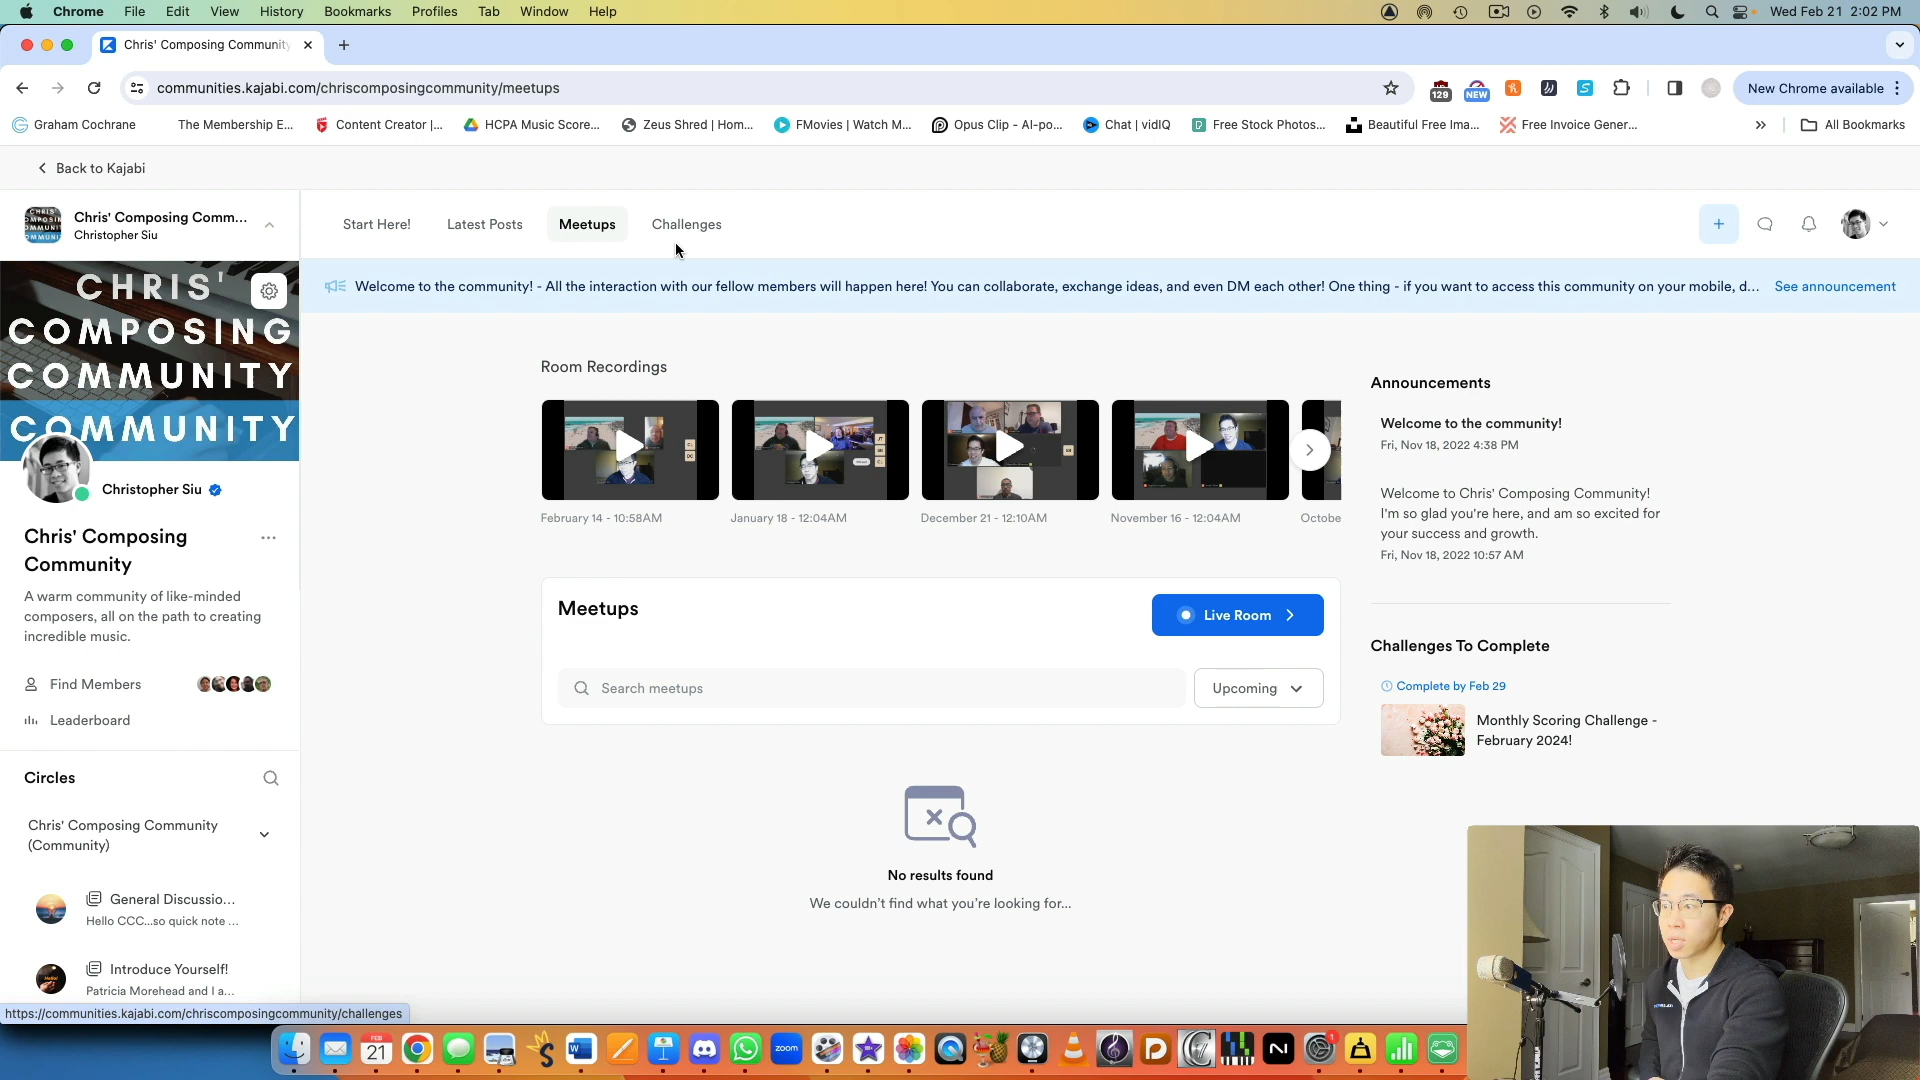 Chrome File Edit View History Bookmarks Profiles Tab Window Help
Wed Feb 21 2:02 PM
Chris' Composing Community
communities.kajabi.com/chriscomposingcommunity/meetups
129
NEW
New Chrome available
Graham Cochrane
The Membership E...
Content Creator |...
HCPA Music Score...
Zeus Shred | Hom...
FMovies | Watch M...
Opus Clip - AI-po...
Chat | vidIQ
Free Stock Photos...
Beautiful Free Ima...
Free Invoice Gener...
All Bookmarks
Back to Kajabi
Chris' Composing Comm...
Christopher Siu
Start Here!
Latest Posts
Meetups
Challenges
Welcome to the community! - All the interaction with our fellow members will happen here! You can collaborate, exchange ideas, and even DM each other! One thing - if you want to access this community on your mobile, d...
See announcement
CHRIS'
COMPOSING
COMMUNITY
COMMUNITY
Christopher Siu
Chris' Composing
Community
A warm community of like-minded
composers, all on the path to creating
incredible music.
Find Members
Leaderboard
Circles
Chris' Composing Community
(Community)
General Discussio...
Hello CCC...so quick note ...
Introduce Yourself!
Patricia Morehead and I a...
Room Recordings
February 14 - 10:58AM
January 18 - 12:04AM
December 21 - 12:10AM
November 16 - 12:04AM
Octobe
Meetups
Live Room
Search meetups
Upcoming
No results found
We couldn't find what you're looking for...
Announcements
Welcome to the community!
Fri, Nov 18, 2022 4:38 PM
Welcome to Chris' Composing Community!
I'm so glad you're here, and am so excited for
your success and growth.
Fri, Nov 18, 2022 10:57 AM
Challenges To Complete
Complete by Feb 29
Monthly Scoring Challenge -
February 2024!
https://communities.kajabi.com/chriscomposingcommunity/challenges
FEB
21
zoom